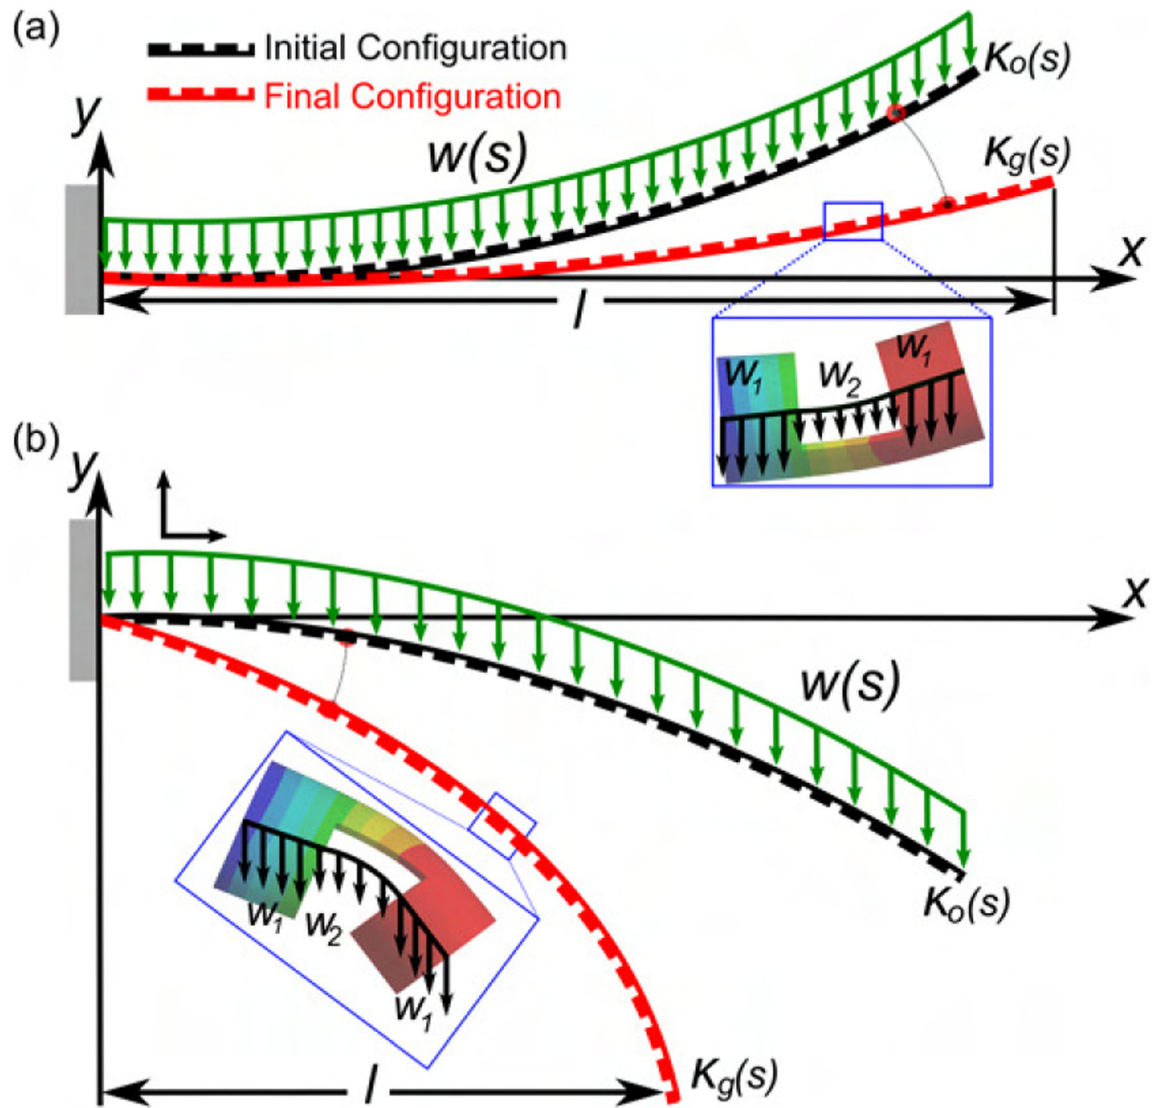 (a)
Initial Configuration
Final Configuration
y
w(s)
Ko(s)
Kg(s)
x
l
W1
W2
W1
(b)
y
x
w(s)
Ko(s)
W1
W2
W1
Kg(s)
l